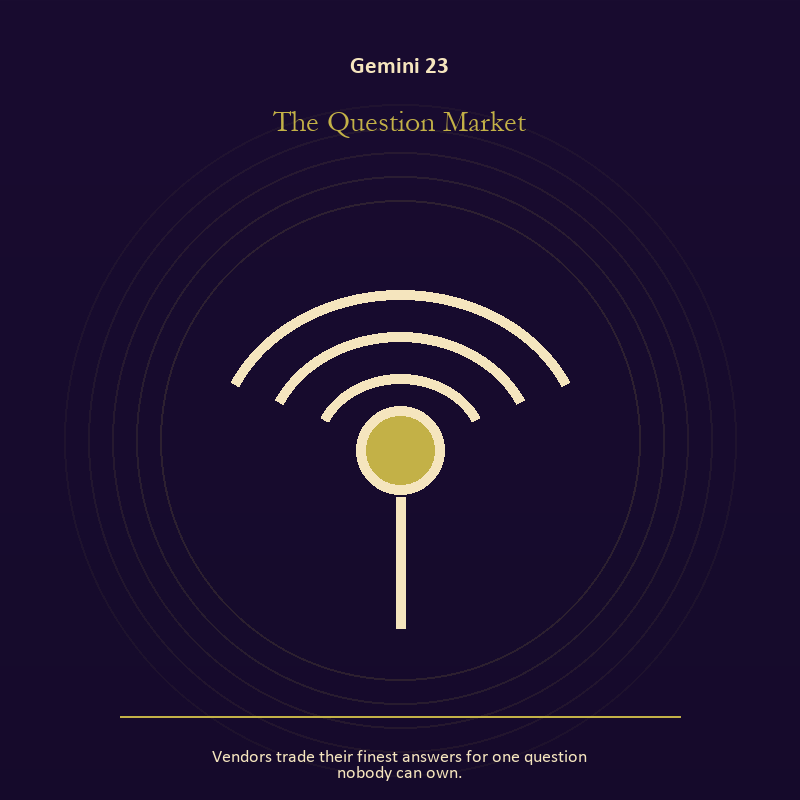 Gemini 23
The Question Market
Vendors trade their finest answers for one question
nobody can own.